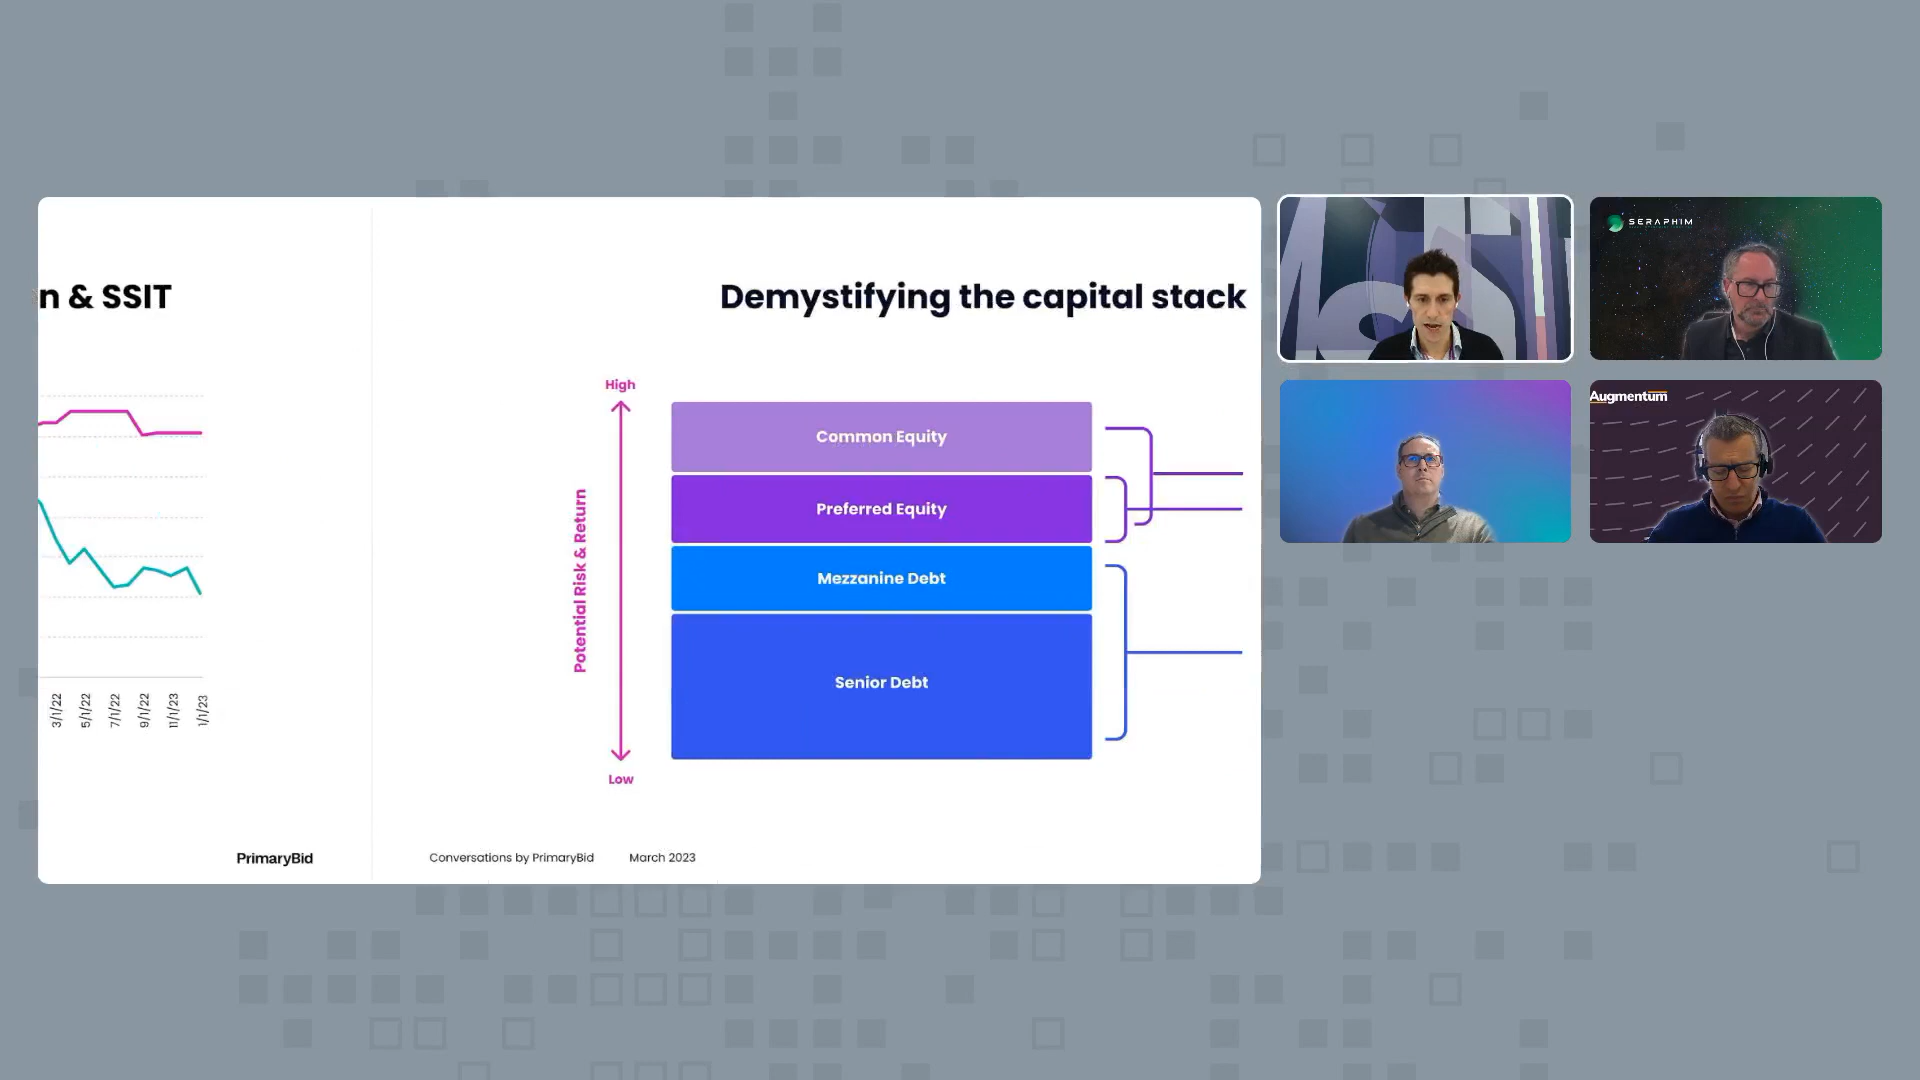 n & SSIT
3/1/22
5/1/22
7/1/22
9/1/22
11/1/23
1/1/23
PrimaryBid
Demystifying the capital stack
High
Potential Risk & Return
Low
Common Equity
Preferred Equity
Mezzanine Debt
Senior Debt
Conversations by PrimaryBid March 2023
SERAPHIM
Augmentum